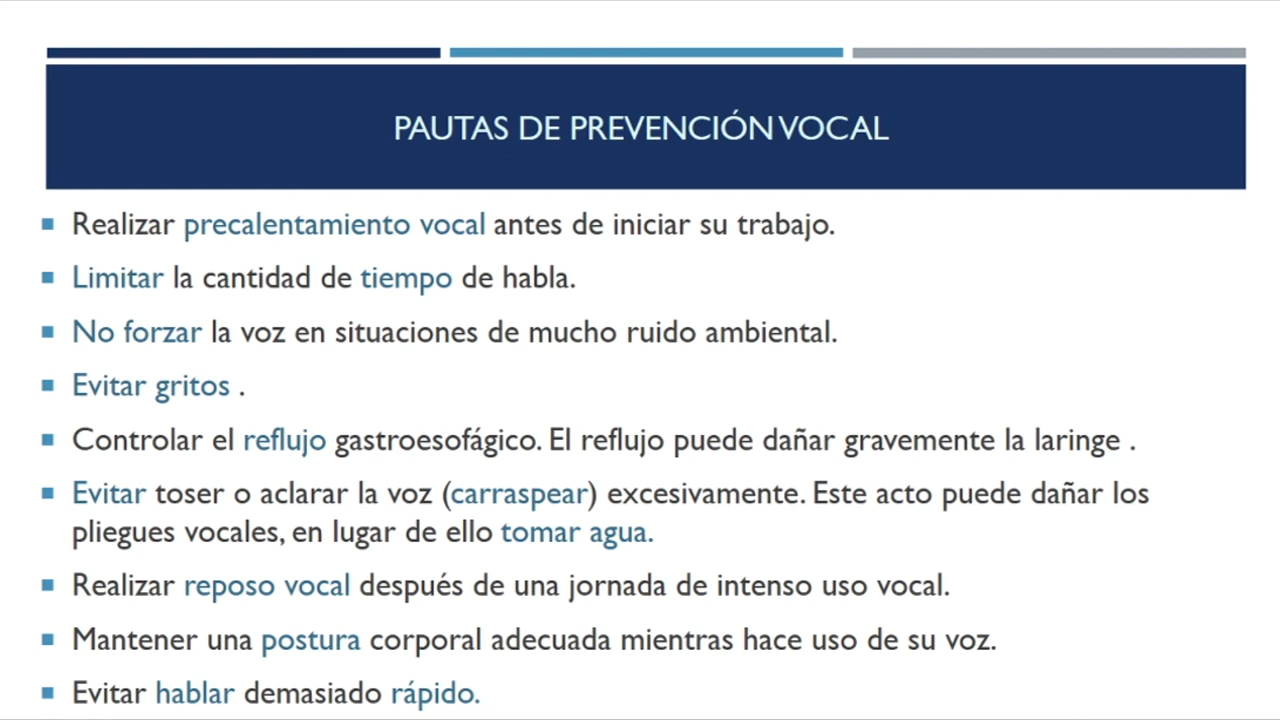 PAUTAS DE PREVENCIÓN VOCAL
Realizar precalentamiento vocal antes de iniciar su trabajo.
Limitar la cantidad de tiempo de habla.
No forzar la voz en situaciones de mucho ruido ambiental.
Evitar gritos .
Controlar el reflujo gastroesofágico. El reflujo puede dañar gravemente la laringe .
Evitar toser o aclarar la voz (carraspear) excesivamente. Este acto puede dañar los
pliegues vocales, en lugar de ello tomar agua.
Realizar reposo vocal después de una jornada de intenso uso vocal.
Mantener una postura corporal adecuada mientras hace uso de su voz.
Evitar hablar demasiado rápido.